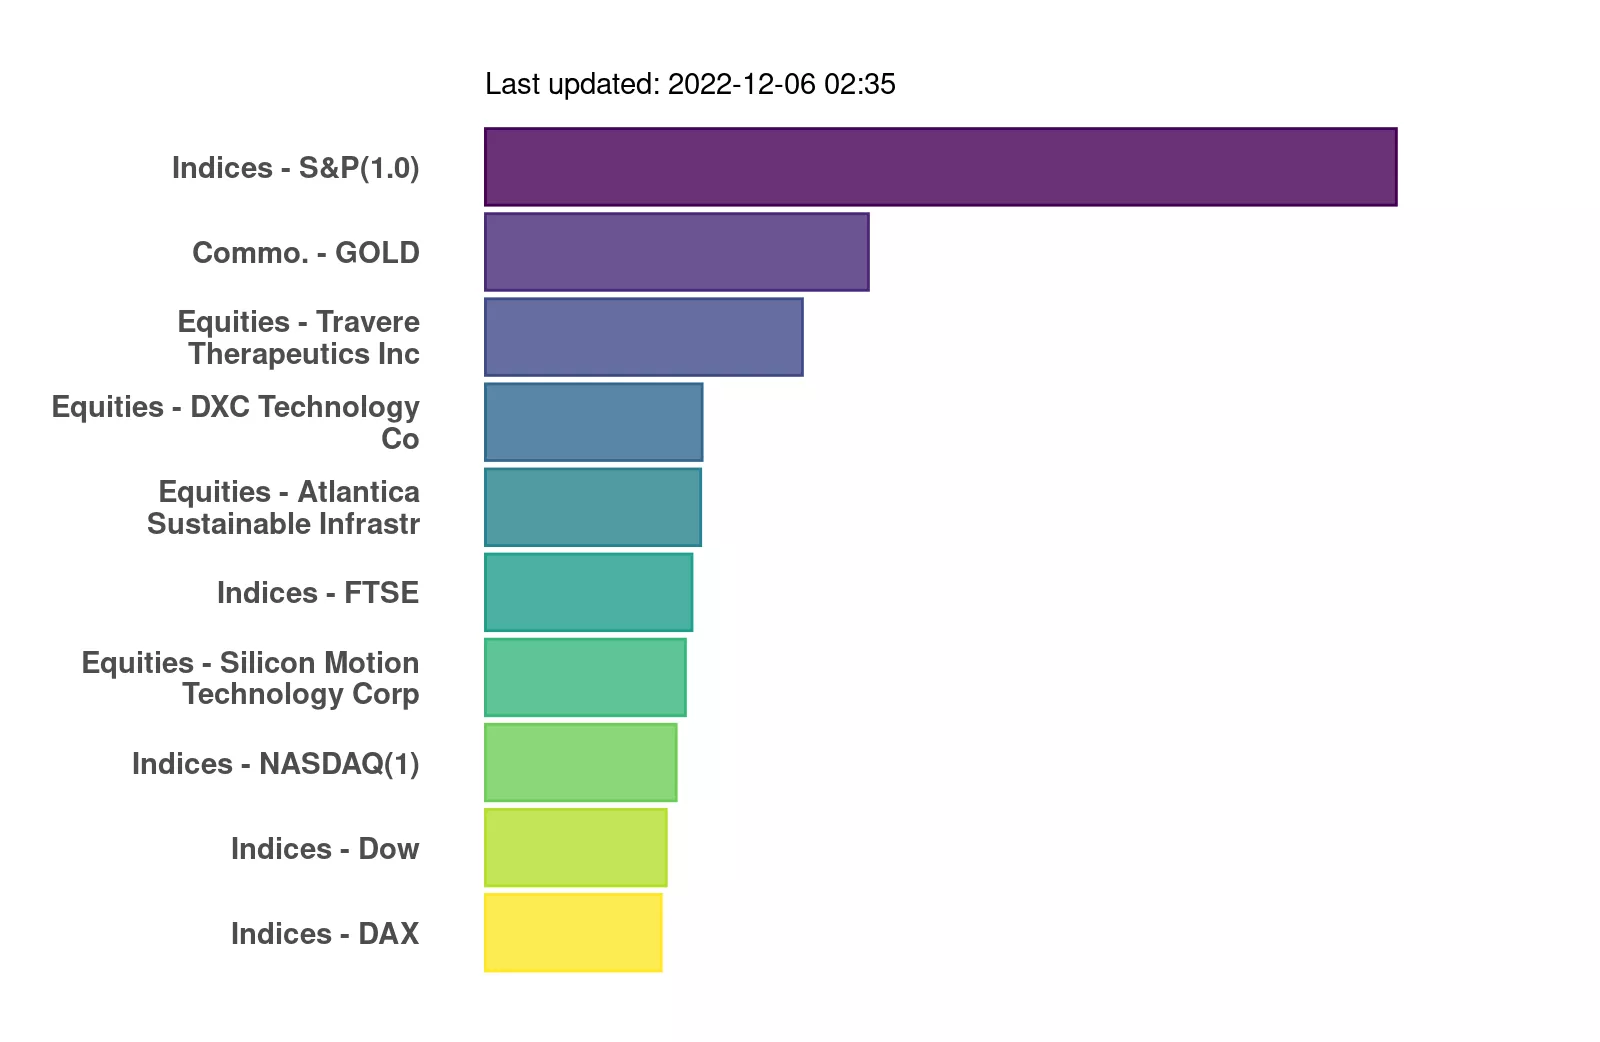 Last updated: 2022-12-06 02:35
Indices - S&P(1.0)
Commo. - GOLD
Equities - Travere
Therapeutics Inc
Equities - DXC Technology
Co
Equities - Atlantica
Sustainable Infrastr
Indices - FTSE
Equities - Silicon Motion
Technology Corp
Indices - NASDAQ(1)
Indices - Dow
Indices - DAX